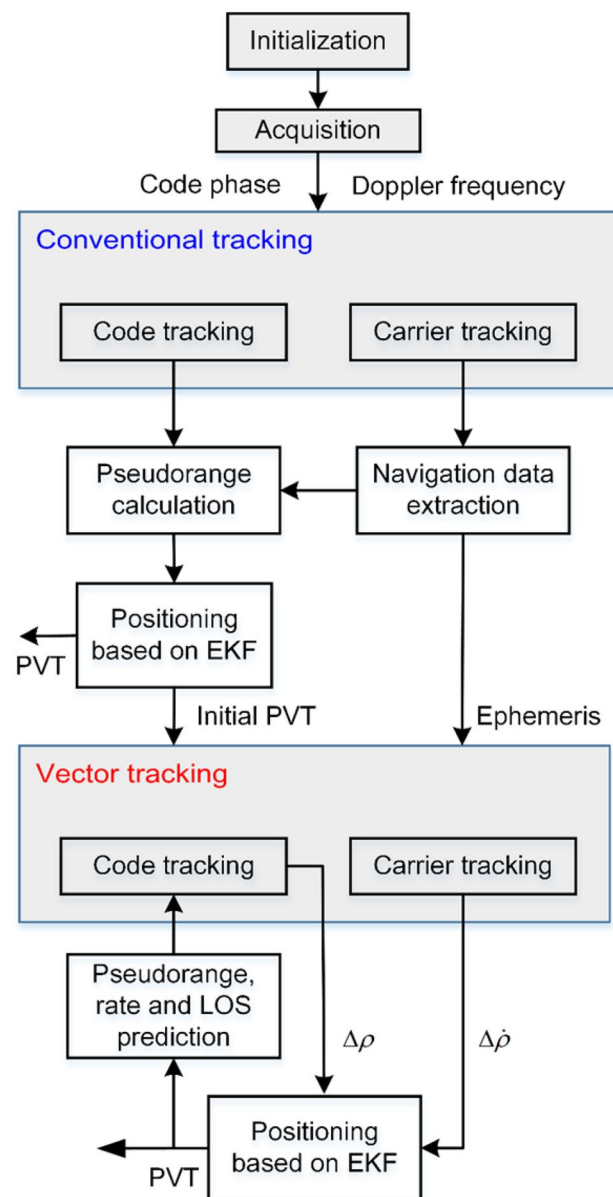 Initialization
Acquisition
Code phase
Doppler frequency
Conventional tracking
Code tracking
Carrier tracking
Pseudorange
calculation
Navigation data
extraction
Positioning
based on EKF
PVT
Initial PVT
Ephemeris
Vector tracking
Code tracking
Carrier tracking
Pseudorange,
rate and LOS
prediction
Δρ
Δρ̇
Positioning
based on EKF
PVT